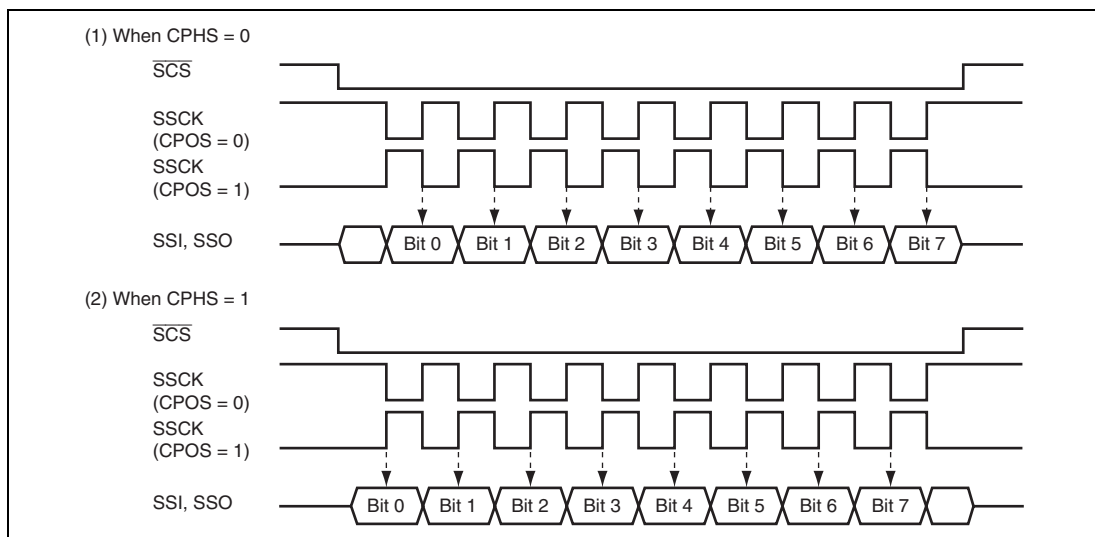 (1) When CPHS = 0
SCS
SSCK
(CPOS = 0)
SSCK
(CPOS = 1)
SSI, SSO
Bit 0 Bit 1 Bit 2 Bit 3 Bit 4 Bit 5 Bit 6 Bit 7
(2) When CPHS = 1
SCS
SSCK
(CPOS = 0)
SSCK
(CPOS = 1)
SSI, SSO
Bit 0 Bit 1 Bit 2 Bit 3 Bit 4 Bit 5 Bit 6 Bit 7